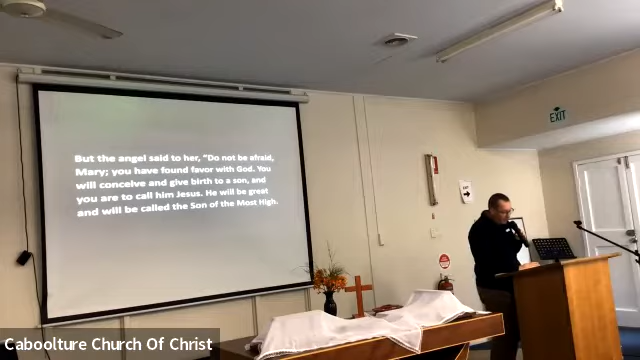 But the angel said to her, "Do not be afraid,
Mary; you have found favor with God. You
will conceive and give birth to a son, and
you are to call him Jesus. He will be great
and will be called the Son of the Most High.
EXIT
Caboolture Church Of Christ